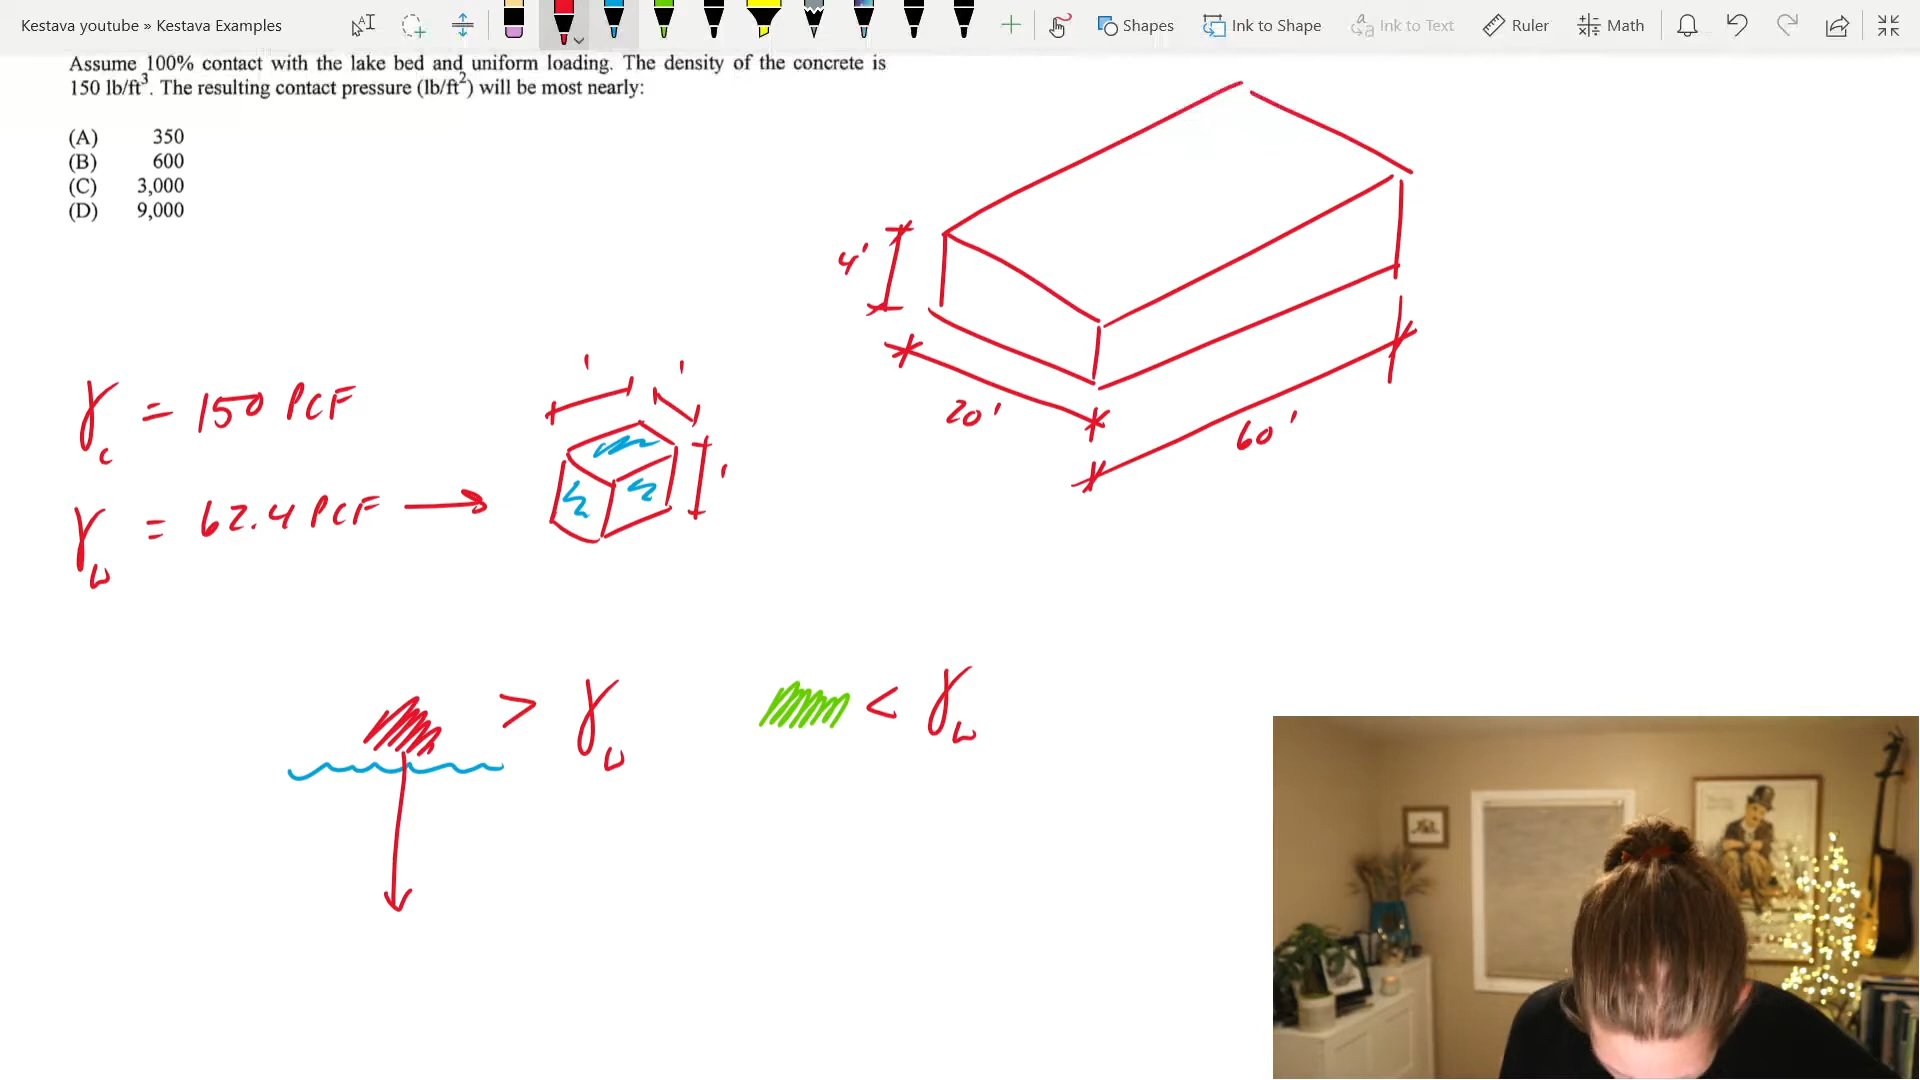 Kestava youtube » Kestava Examples
Shapes
Ink to Shape
Ink to Text
Ruler
Math
Assume 100% contact with the lake bed and uniform loading. The density of the concrete is
150 lb/ft³. The resulting contact pressure (lb/ft²) will be most nearly:
(A) 350
(B) 600
(C) 3,000
(D) 9,000
4'
20'
60'
γc = 150 PCF
γw = 62.4 PCF
1'
1'
1'
> γw
< γw